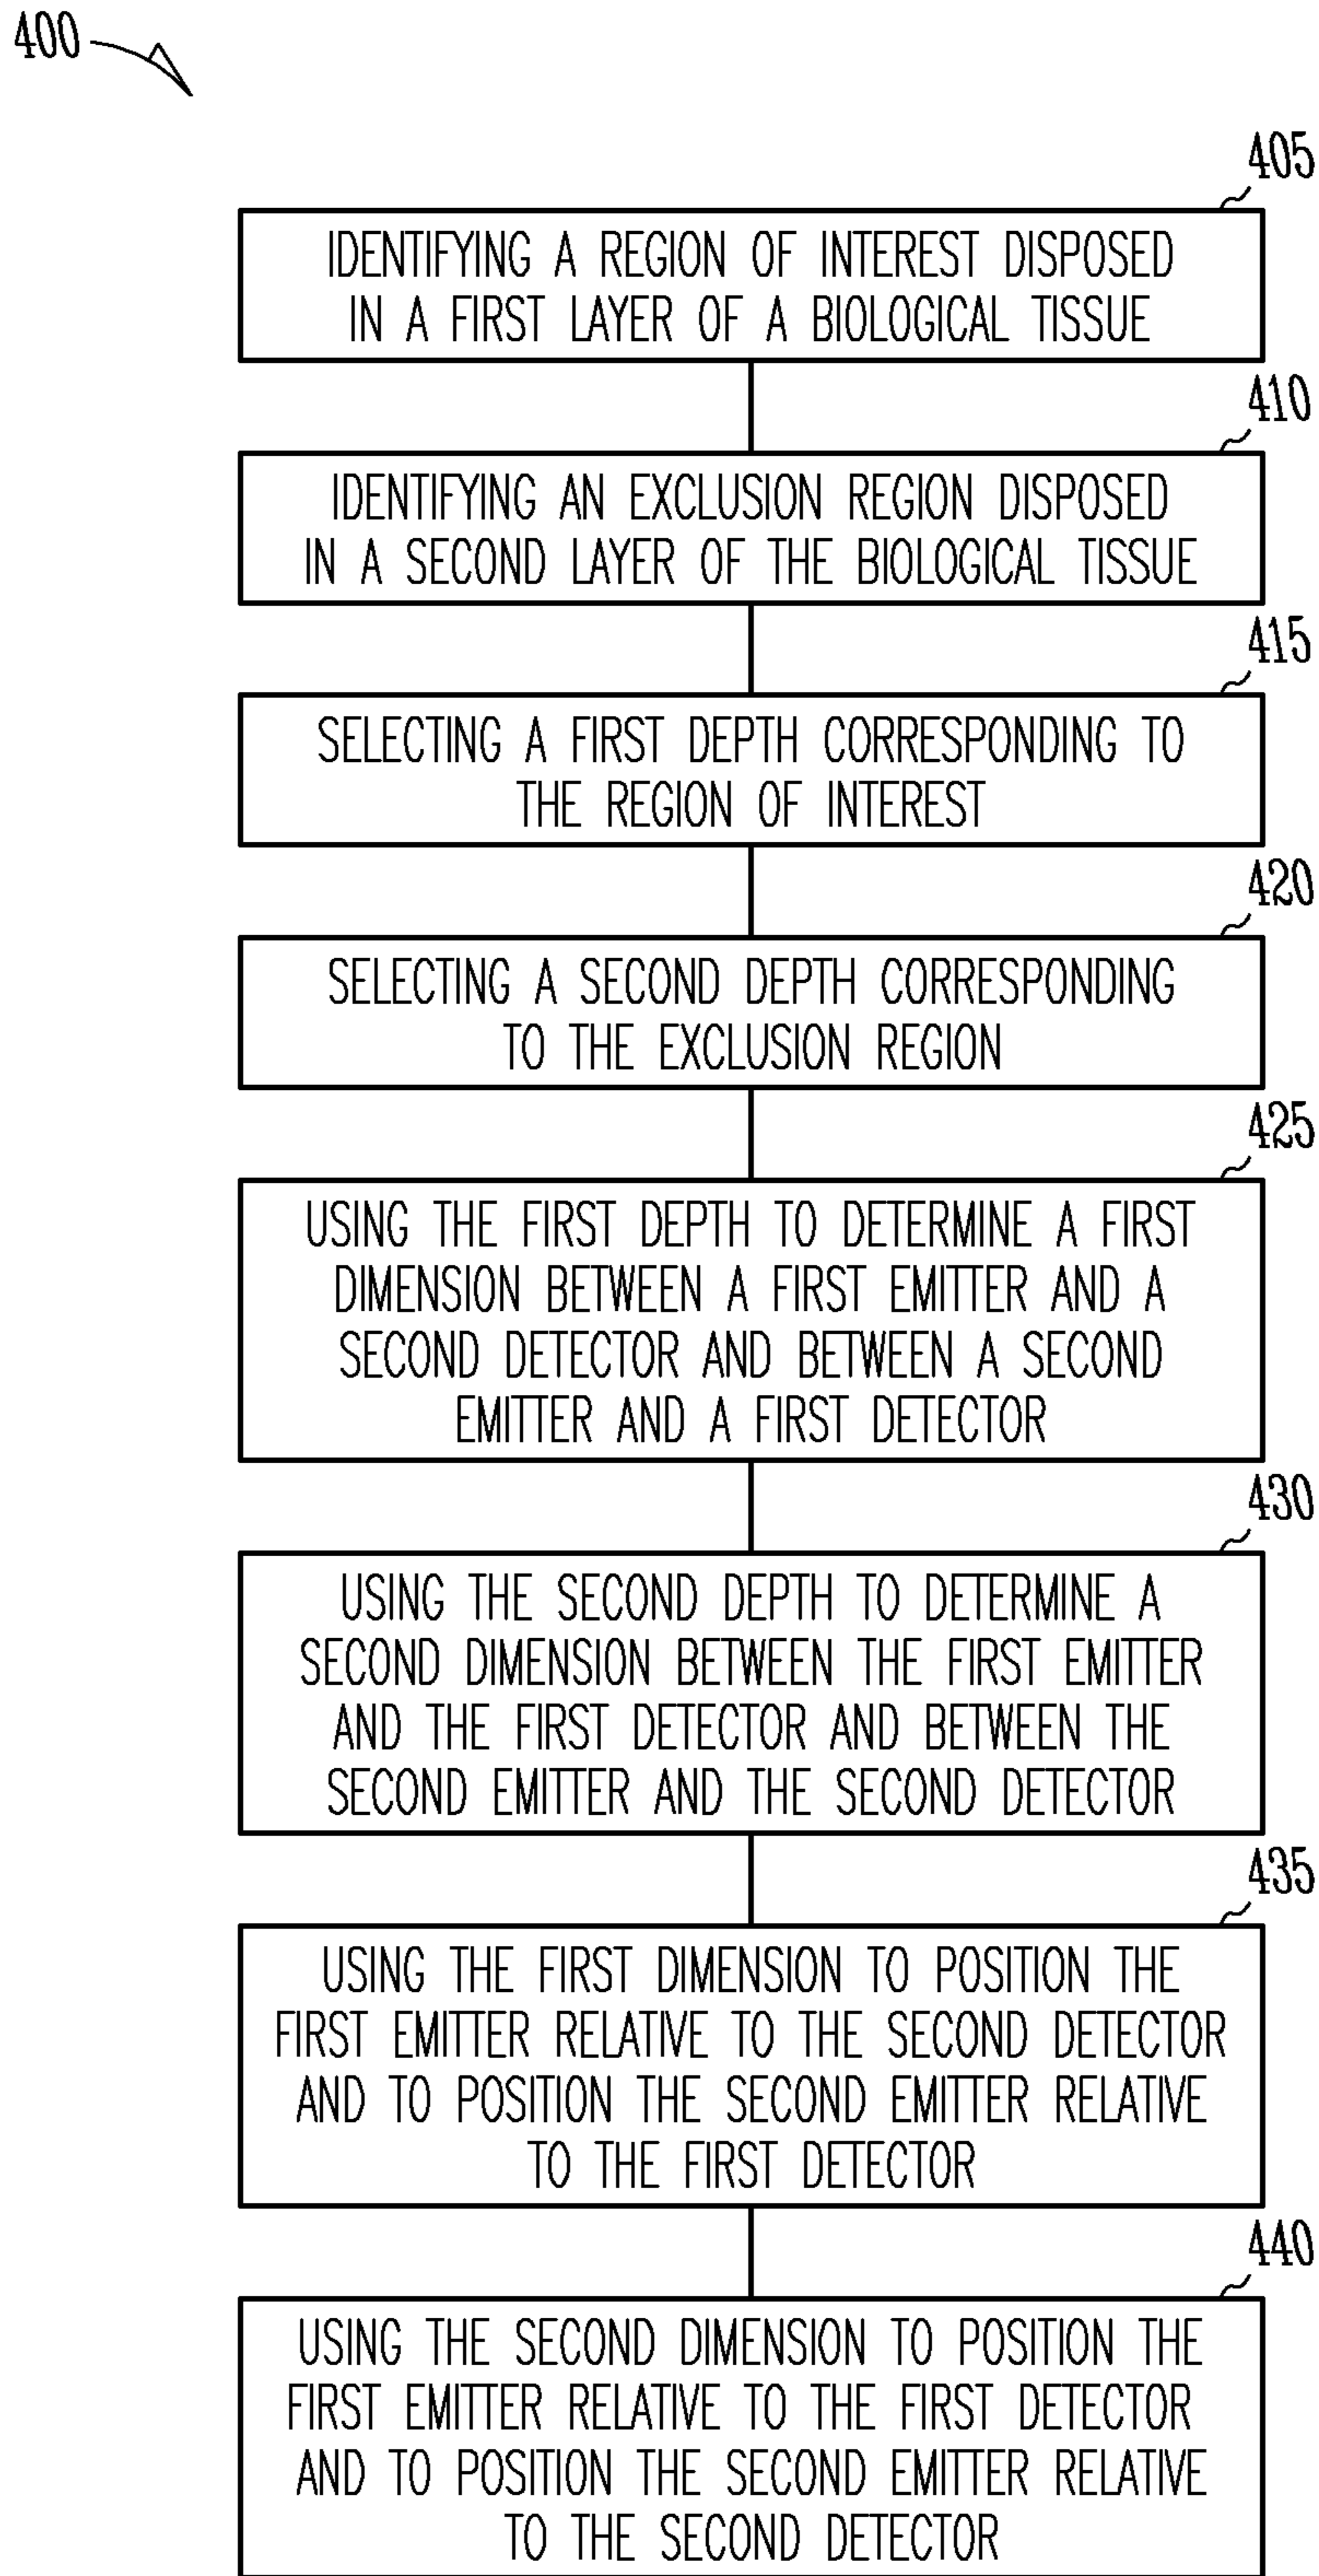 400
405
IDENTIFYING A REGION OF INTEREST DISPOSED
IN A FIRST LAYER OF A BIOLOGICAL TISSUE
410
IDENTIFYING AN EXCLUSION REGION DISPOSED
IN A SECOND LAYER OF THE BIOLOGICAL TISSUE
415
SELECTING A FIRST DEPTH CORRESPONDING TO
THE REGION OF INTEREST
420
SELECTING A SECOND DEPTH CORRESPONDING
TO THE EXCLUSION REGION
425
USING THE FIRST DEPTH TO DETERMINE A FIRST
DIMENSION BETWEEN A FIRST EMITTER AND A
SECOND DETECTOR AND BETWEEN A SECOND
EMITTER AND A FIRST DETECTOR
430
USING THE SECOND DEPTH TO DETERMINE A
SECOND DIMENSION BETWEEN THE FIRST EMITTER
AND THE FIRST DETECTOR AND BETWEEN THE
SECOND EMITTER AND THE SECOND DETECTOR
435
USING THE FIRST DIMENSION TO POSITION THE
FIRST EMITTER RELATIVE TO THE SECOND DETECTOR
AND TO POSITION THE SECOND EMITTER RELATIVE
TO THE FIRST DETECTOR
440
USING THE SECOND DIMENSION TO POSITION THE
FIRST EMITTER RELATIVE TO THE FIRST DETECTOR
AND TO POSITION THE SECOND EMITTER RELATIVE
TO THE SECOND DETECTOR